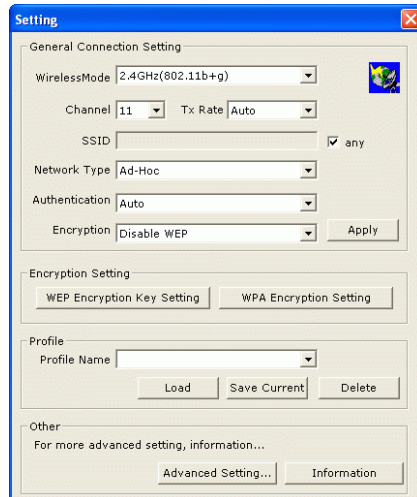 Setting
General Connection Setting
WirelessMode 2.4GHz(802.11b+g)
Channel 11 Tx Rate Auto
SSID any
Network Type Ad-Hoc
Authentication Auto
Encryption Disable WEP Apply
Encryption Setting
WEP Encryption Key Setting WPA Encryption Setting
Profile
Profile Name
Load Save Current Delete
Other
For more advanced setting, information...
Advanced Setting... Information